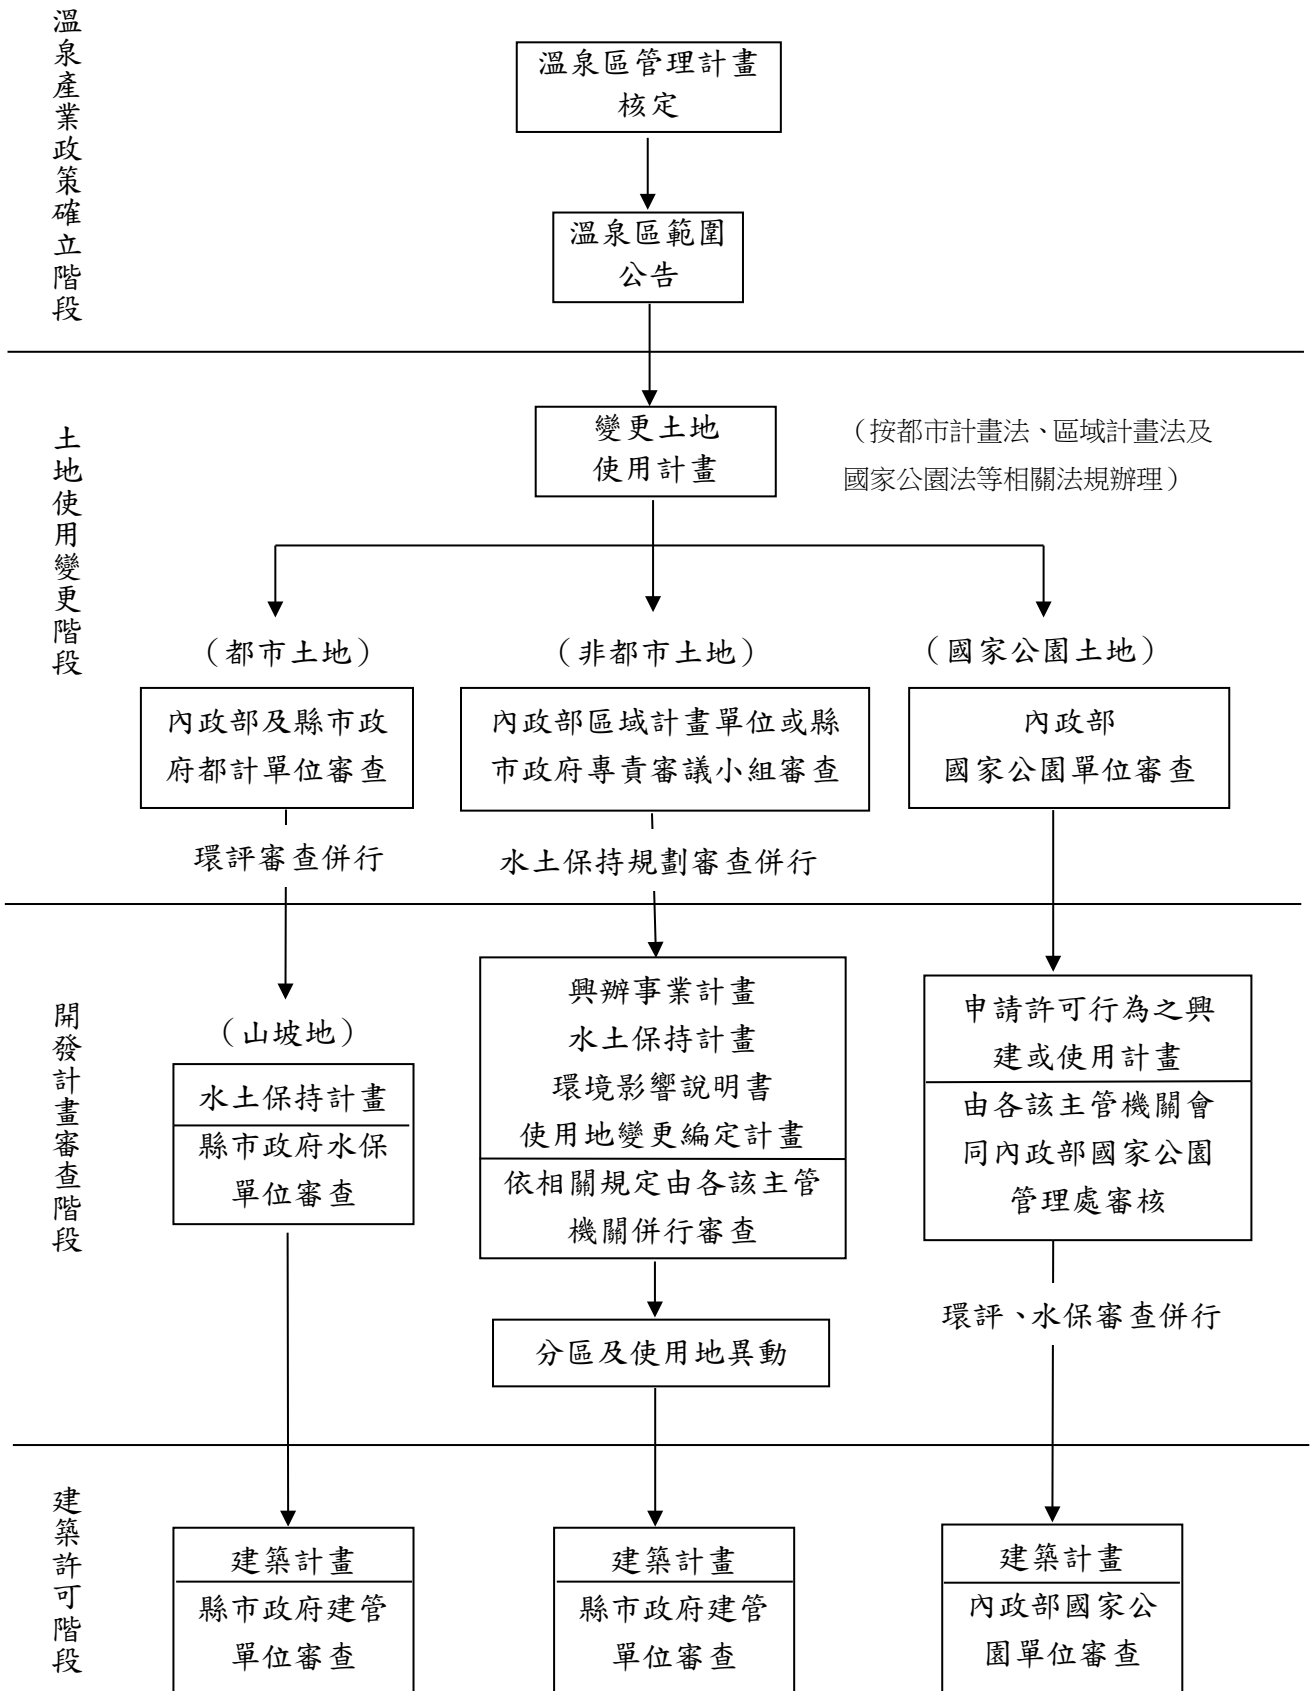 溫泉產業政策確立階段
溫泉區管理計畫
核定
溫泉區範圍
公告
土地使用變更階段
變更土地
使用計畫
（按都市計畫法、區域計畫法及
國家公園法等相關法規辦理）
（都市土地）
（非都市土地）
（國家公園土地）
內政部及縣市政
府都計單位審查
內政部區域計畫單位或縣
市政府專責審議小組審查
內政部
國家公園單位審查
環評審查併行
水土保持規劃審查併行
開發計畫審查階段
（山坡地）
水土保持計畫
縣市政府水保
單位審查
興辦事業計畫
水土保持計畫
環境影響說明書
使用地變更編定計畫
依相關規定由各該主管
機關併行審查
申請許可行為之興
建或使用計畫
由各該主管機關會
同內政部國家公園
管理處審核
分區及使用地異動
環評、水保審查併行
建築許可階段
建築計畫
縣市政府建管
單位審查
建築計畫
縣市政府建管
單位審查
建築計畫
內政部國家公
園單位審查